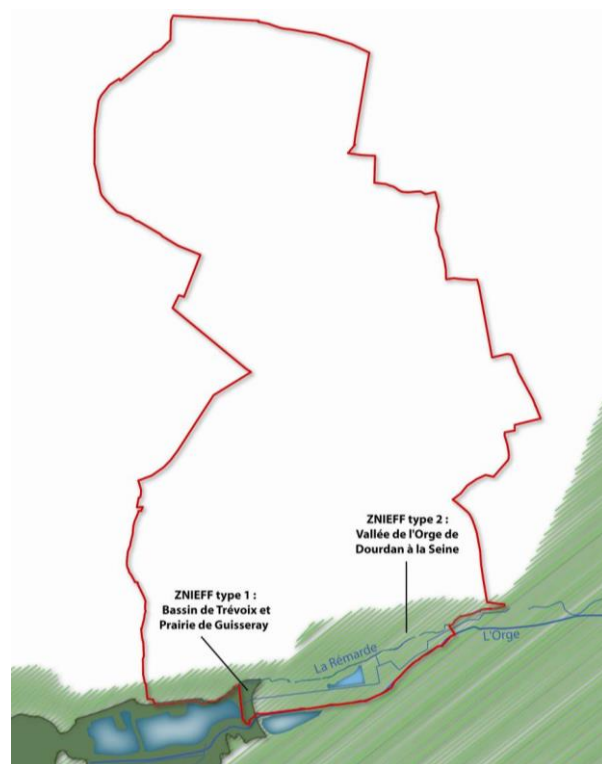 ZNIEFF type 2 :
Vallée de l'Orge de
Dourdan à la Seine
ZNIEFF type 1 :
Bassin de Trévoix et
Prairie de Guisseray
La Rémarde
L'Orge